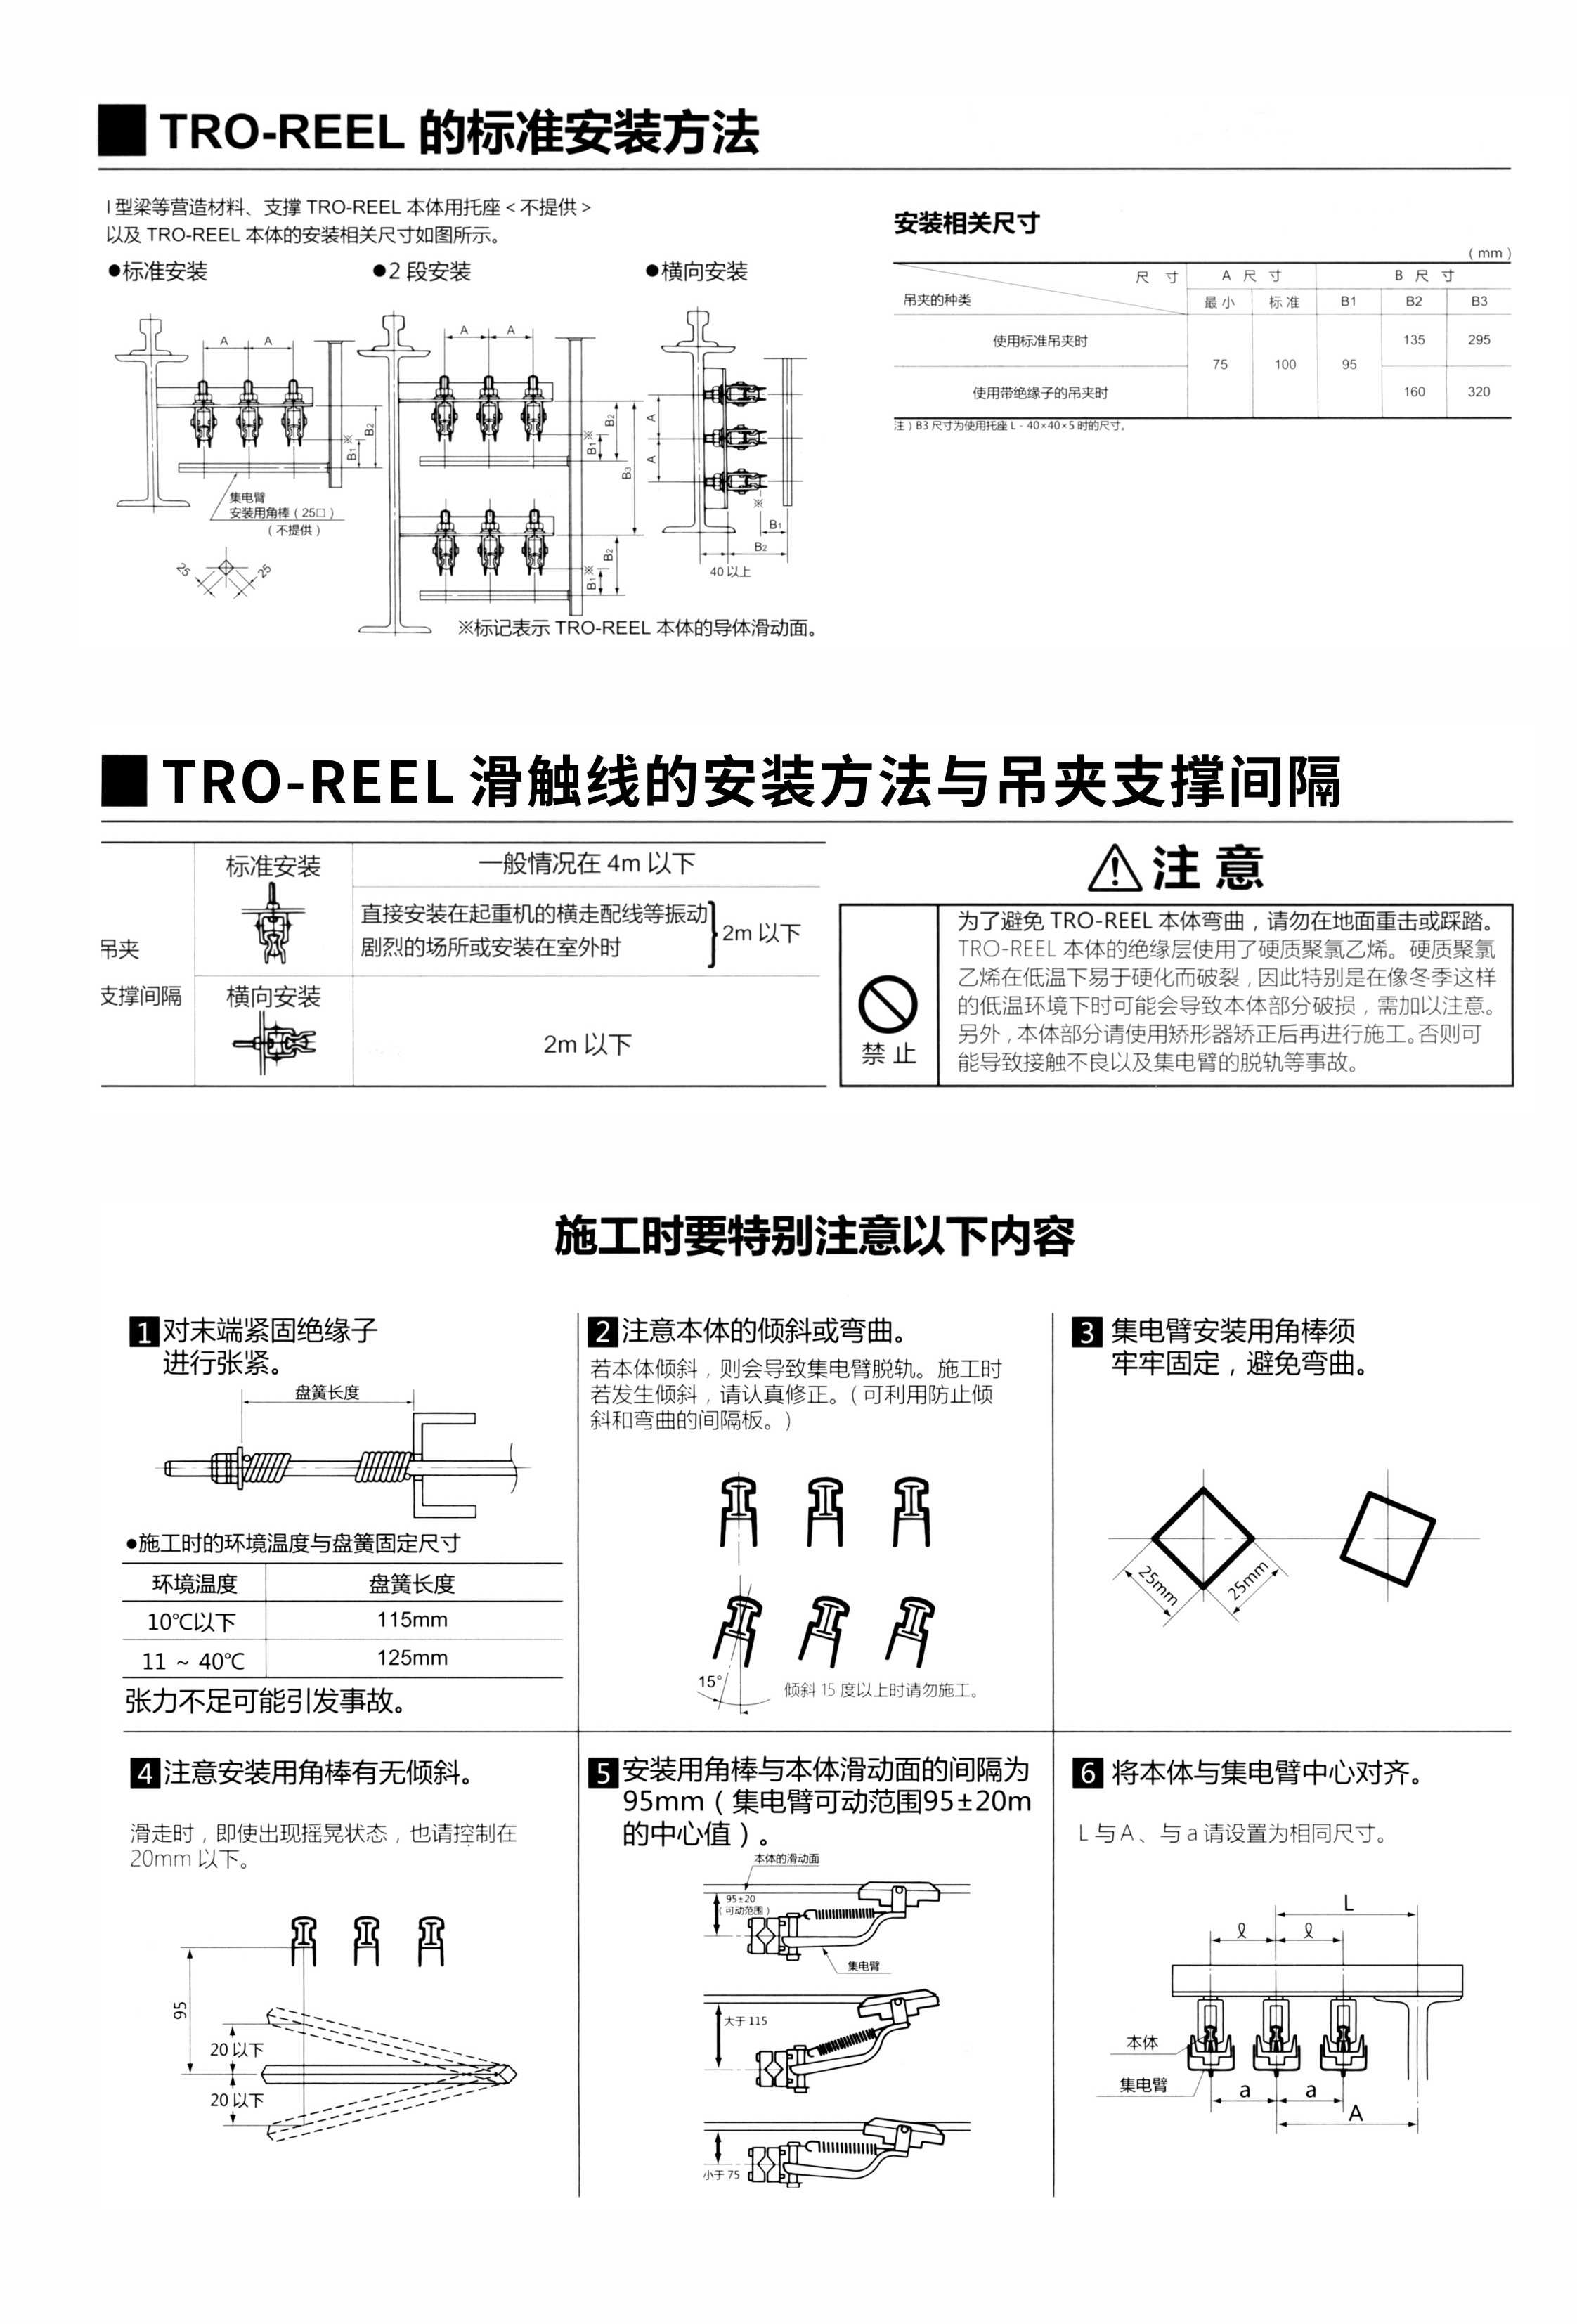 TRO-REEL 的标准安装方法
I 型梁等营造材料、支撑 TRO-REEL 本体用托座 < 不提供 >
以及 TRO-REEL 本体的安装相关尺寸如图所示。
●标准安装
●2 段安装
●横向安装
A A
B1
※
B2
集电臂
安装用角棒（25□）
（不提供）
25
25
A A
※
B1
B2
B3
※
B1
B2
A
A
※
B1
B2
40 以上
※标记表示 TRO-REEL 本体的导体滑动面。
安装相关尺寸
（mm）
尺 寸 A 尺 寸 B 尺 寸
吊夹的种类 最 小 标 准 B1 B2 B3
使用标准吊夹时 135 295
75 100 95
使用带绝缘子的吊夹时 160 320
注）B3 尺寸为使用托座 L - 40×40×5 时的尺寸。
TRO-REEL 滑触线的安装方法与吊夹支撑间隔
吊夹
支撑间隔
标准安装
一般情况在 4m 以下
直接安装在起重机的横走配线等振动
剧烈的场所或安装在室外时
2m 以下
横向安装
2m 以下
注 意
禁 止
为了避免 TRO-REEL 本体弯曲，请勿在地面重击或踩踏。
TRO-REEL 本体的绝缘层使用了硬质聚氯乙烯。硬质聚氯
乙烯在低温下易于硬化而破裂，因此特别是在像冬季这样
的低温环境下时可能会导致本体部分破损，需加以注意。
另外，本体部分请使用矫形器矫正后再进行施工。否则可
能导致接触不良以及集电臂的脱轨等事故。
施工时要特别注意以下内容
1 对末端紧固绝缘子
进行张紧。
盘簧长度
●施工时的环境温度与盘簧固定尺寸
环境温度 盘簧长度
10℃以下 115mm
11 ~ 40℃ 125mm
张力不足可能引发事故。
2 注意本体的倾斜或弯曲。
若本体倾斜，则会导致集电臂脱轨。施工时
若发生倾斜，请认真修正。（可利用防止倾
斜和弯曲的间隔板。）
15°
倾斜 15 度以上时请勿施工。
3 集电臂安装用角棒须
牢牢固定，避免弯曲。
25mm
25mm
4 注意安装用角棒有无倾斜。
滑走时，即使出现摇晃状态，也请控制在
20mm 以下。
95
20 以下
20 以下
5 安装用角棒与本体滑动面的间隔为
95mm（集电臂可动范围95±20m
的中心值）。
本体的滑动面
95±20
（可动范围）
集电臂
大于 115
小于 75
6 将本体与集电臂中心对齐。
L 与 A、与 a 请设置为相同尺寸。
L
ℓ ℓ
本体
集电臂
a a
A